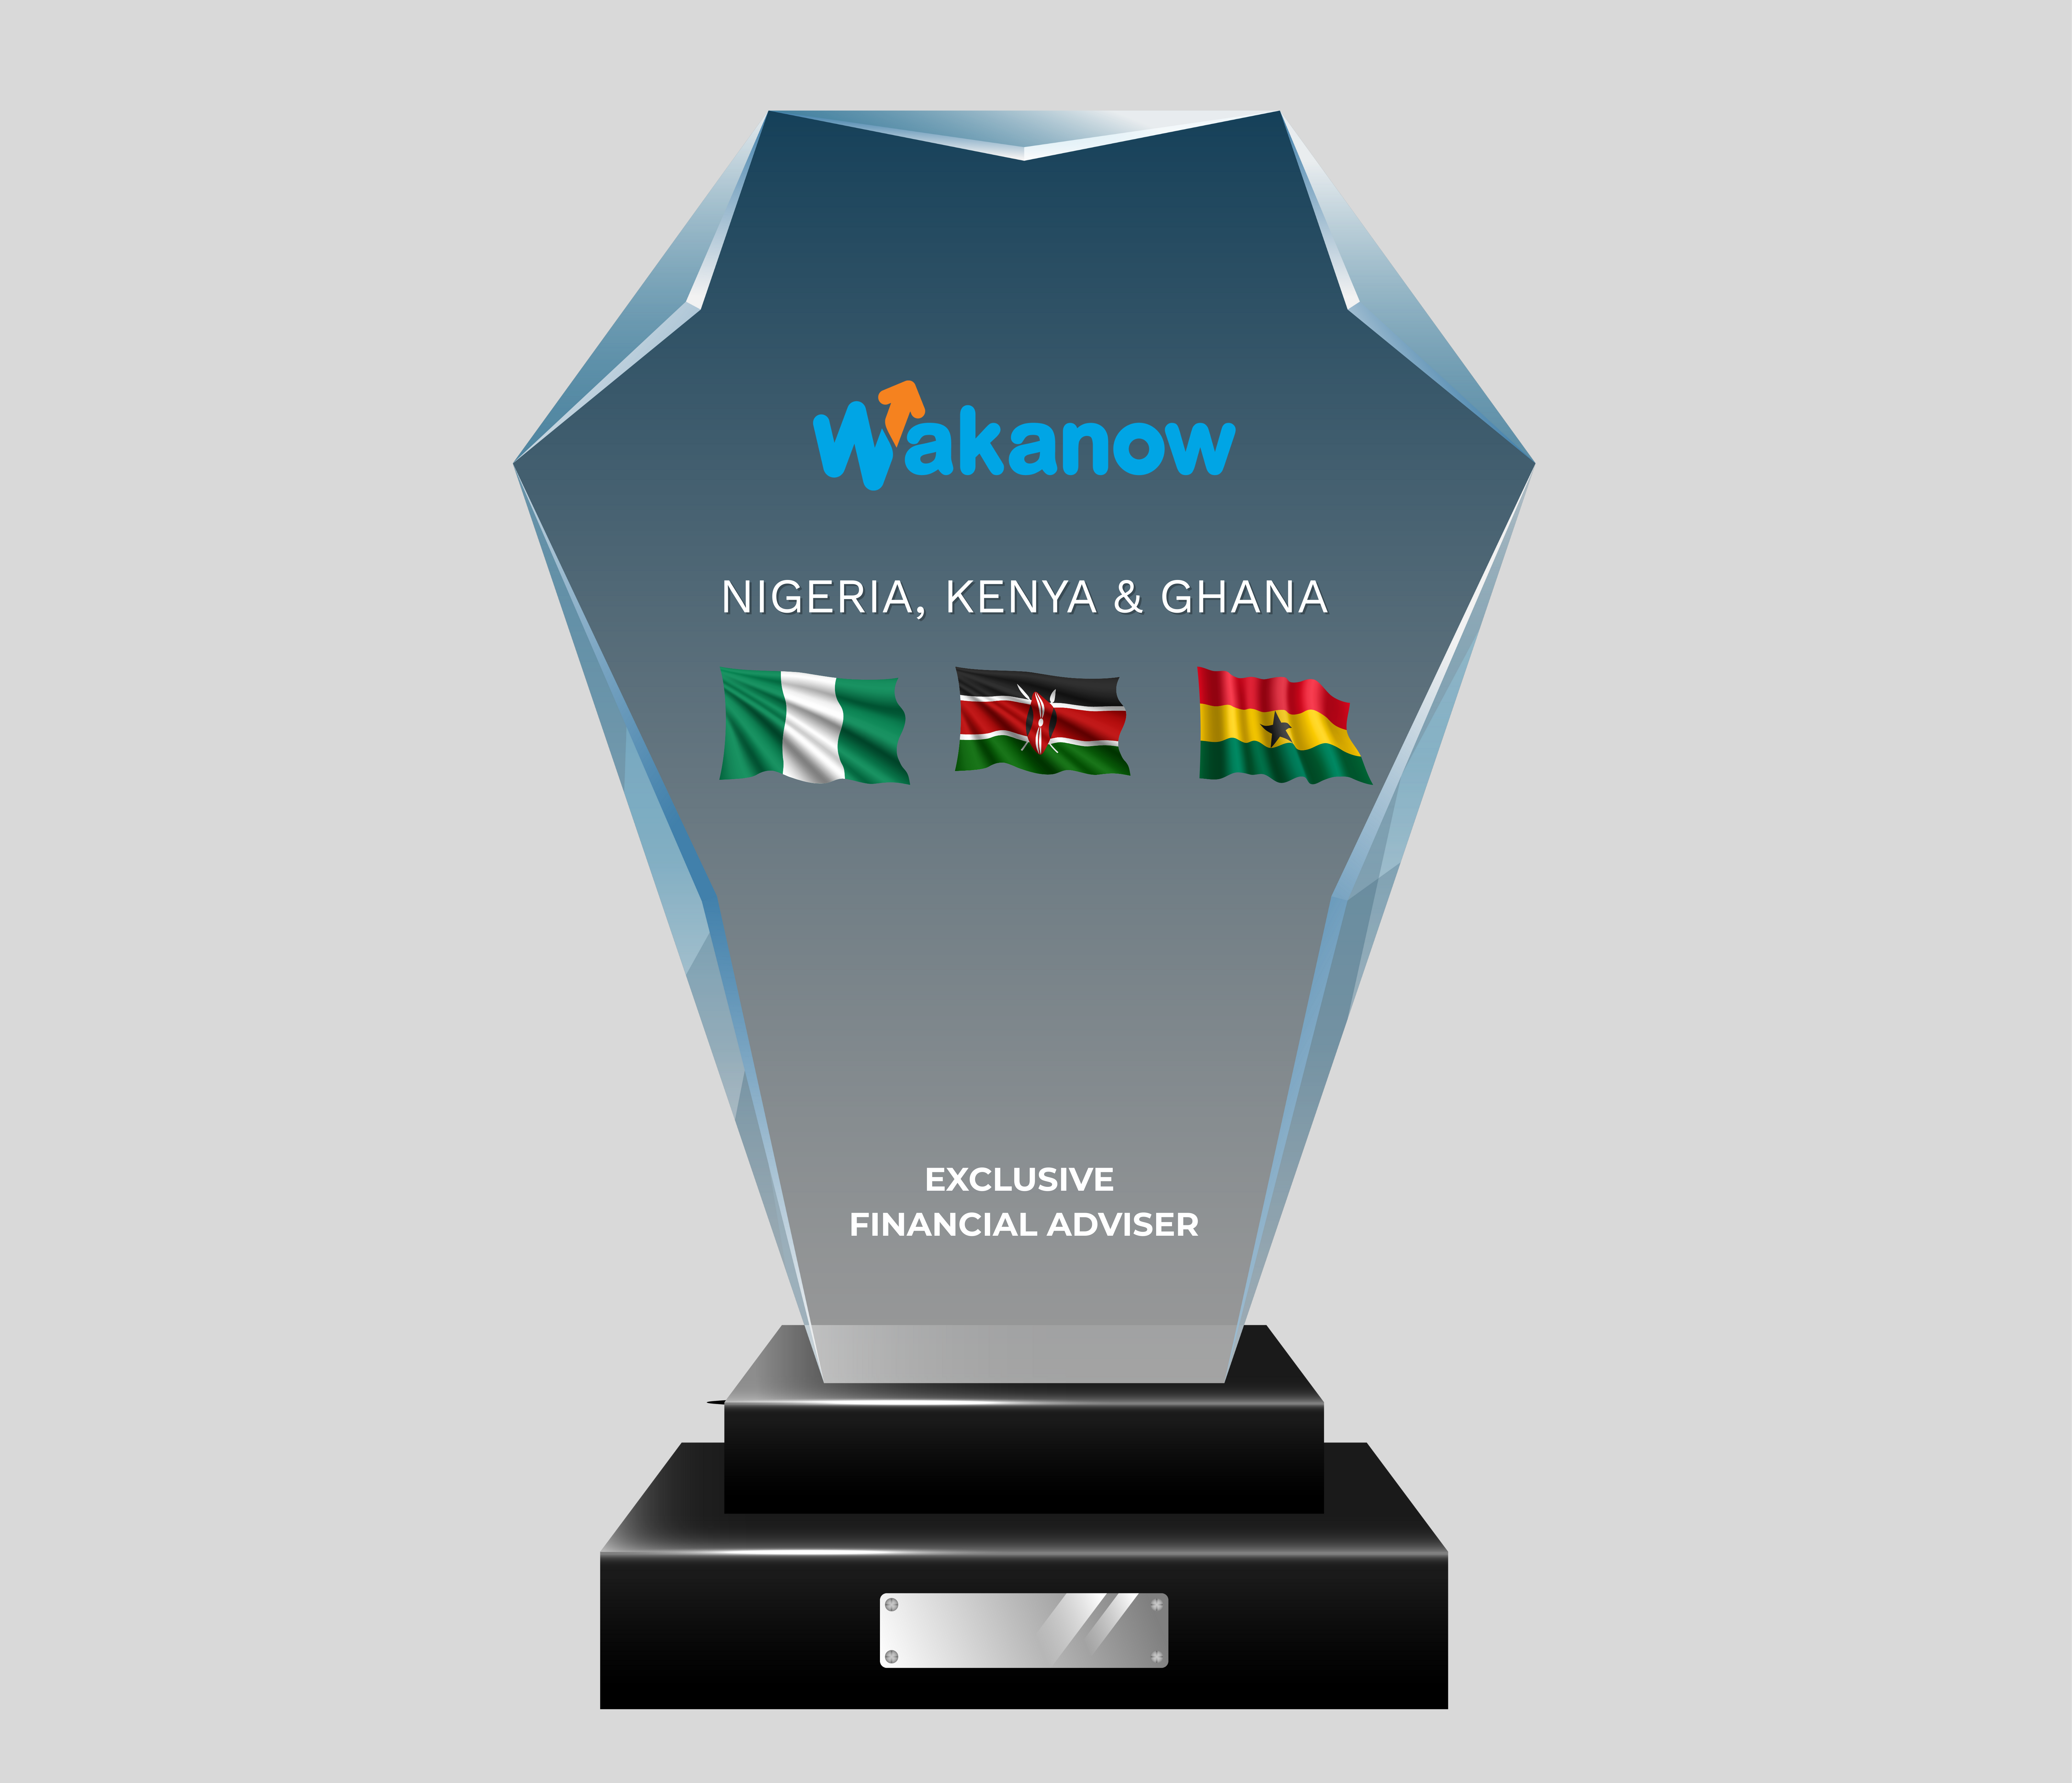 Wakanow
NIGERIA, KENYA & GHANA
EXCLUSIVE
FINANCIAL ADVISER